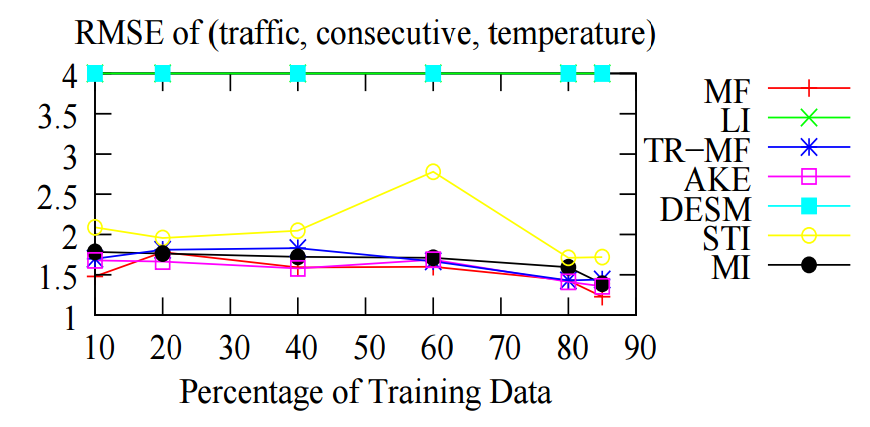 RMSE of (traffic, consecutive, temperature)
4
3.5
3
2.5
2
1.5
1
10 20 30 40 50 60 70 80 90
Percentage of Training Data
MF
LI
TR−MF
AKE
DESM
STI
MI